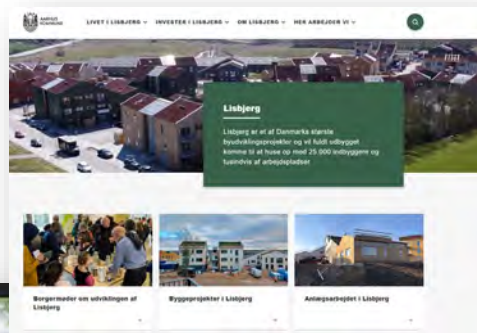 AARHUS
KOMMUNE
LIVET I LISBJERG
INVESTER I LISBJERG
OM LISBJERG
HER ARBEJDER VI
Lisbjerg
Lisbjerg er et af Danmarks største
byudviklingsprojekter og vil fuldt udbygget
komme til at huse op mod 25.000 indbyggere og
tusindvis af arbejdspladser
Borgermøder om udviklingen af
Lisbjerg
Byggeprojekter i Lisbjerg
Anlægsarbejdet i Lisbjerg